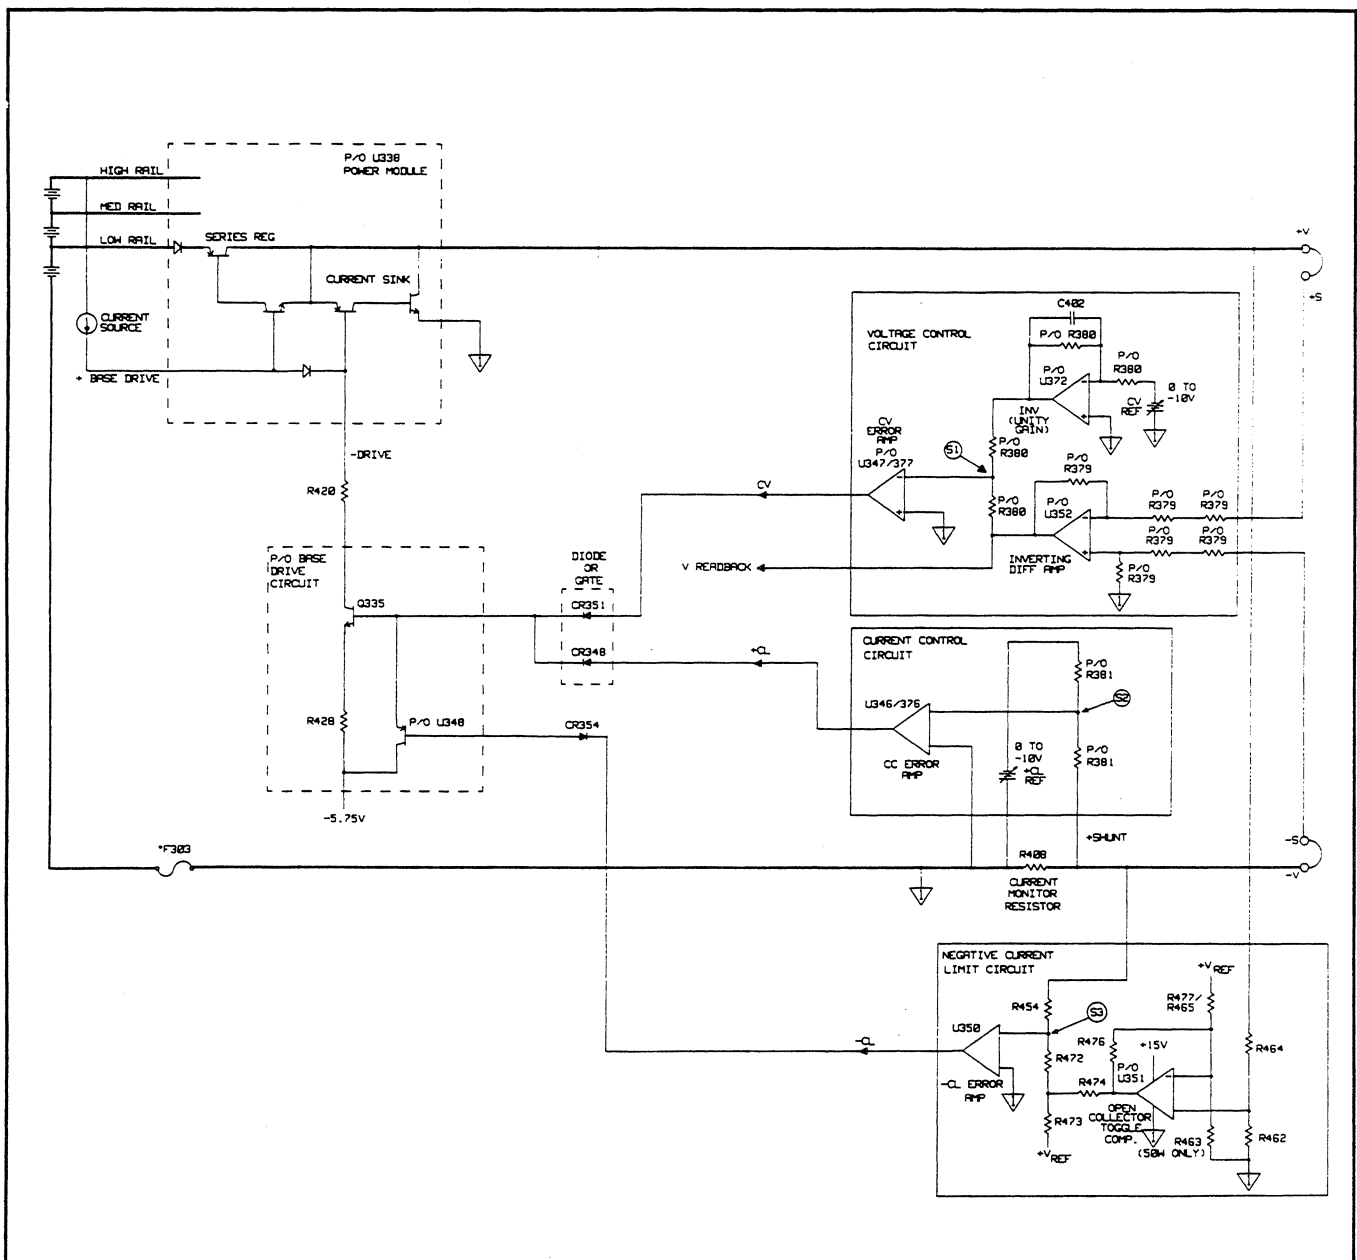 P/O U338
POWER MODULE
HIGH RAIL
MED RAIL
LOW RAIL
SERIES REG
CURRENT SINK
CURRENT
SOURCE
+ BASE DRIVE
-DRIVE
R420
P/O BASE
DRIVE
CIRCUIT
Q335
R428
P/O U348
-5.75V
DIODE
OR
GATE
CR351
CR348
CR354
CV
+CL
V READBACK
VOLTAGE CONTROL
CIRCUIT
C402
P/O R380
P/O
U372
P/O
R380
0 TO
-10V
CV
REF
INV
(UNITY
GAIN)
CV
ERROR
AMP
P/O
U347/377
S1
P/O
R380
P/O
R380
P/O
R379
P/O
U352
P/O
R379
P/O
R379
P/O
R379
P/O
R379
P/O
R379
INVERTING
DIFF AMP
+V
+S
CURRENT CONTROL
CIRCUIT
P/O
R381
S2
U346/376
CC ERROR
AMP
0 TO
-10V
+CL
REF
P/O
R381
+SHUNT
-S
-V
*F303
R408
CURRENT
MONITOR
RESISTOR
NEGATIVE CURRENT
LIMIT CIRCUIT
+VREF
R477/
R465
R454
S3
U350
-CL
-CL ERROR
AMP
R476
+15V
R464
R472
P/O
U351
R474
R473
+VREF
OPEN
COLLECTOR
TOGGLE
COMP.
(50W ONLY)
R463
R462